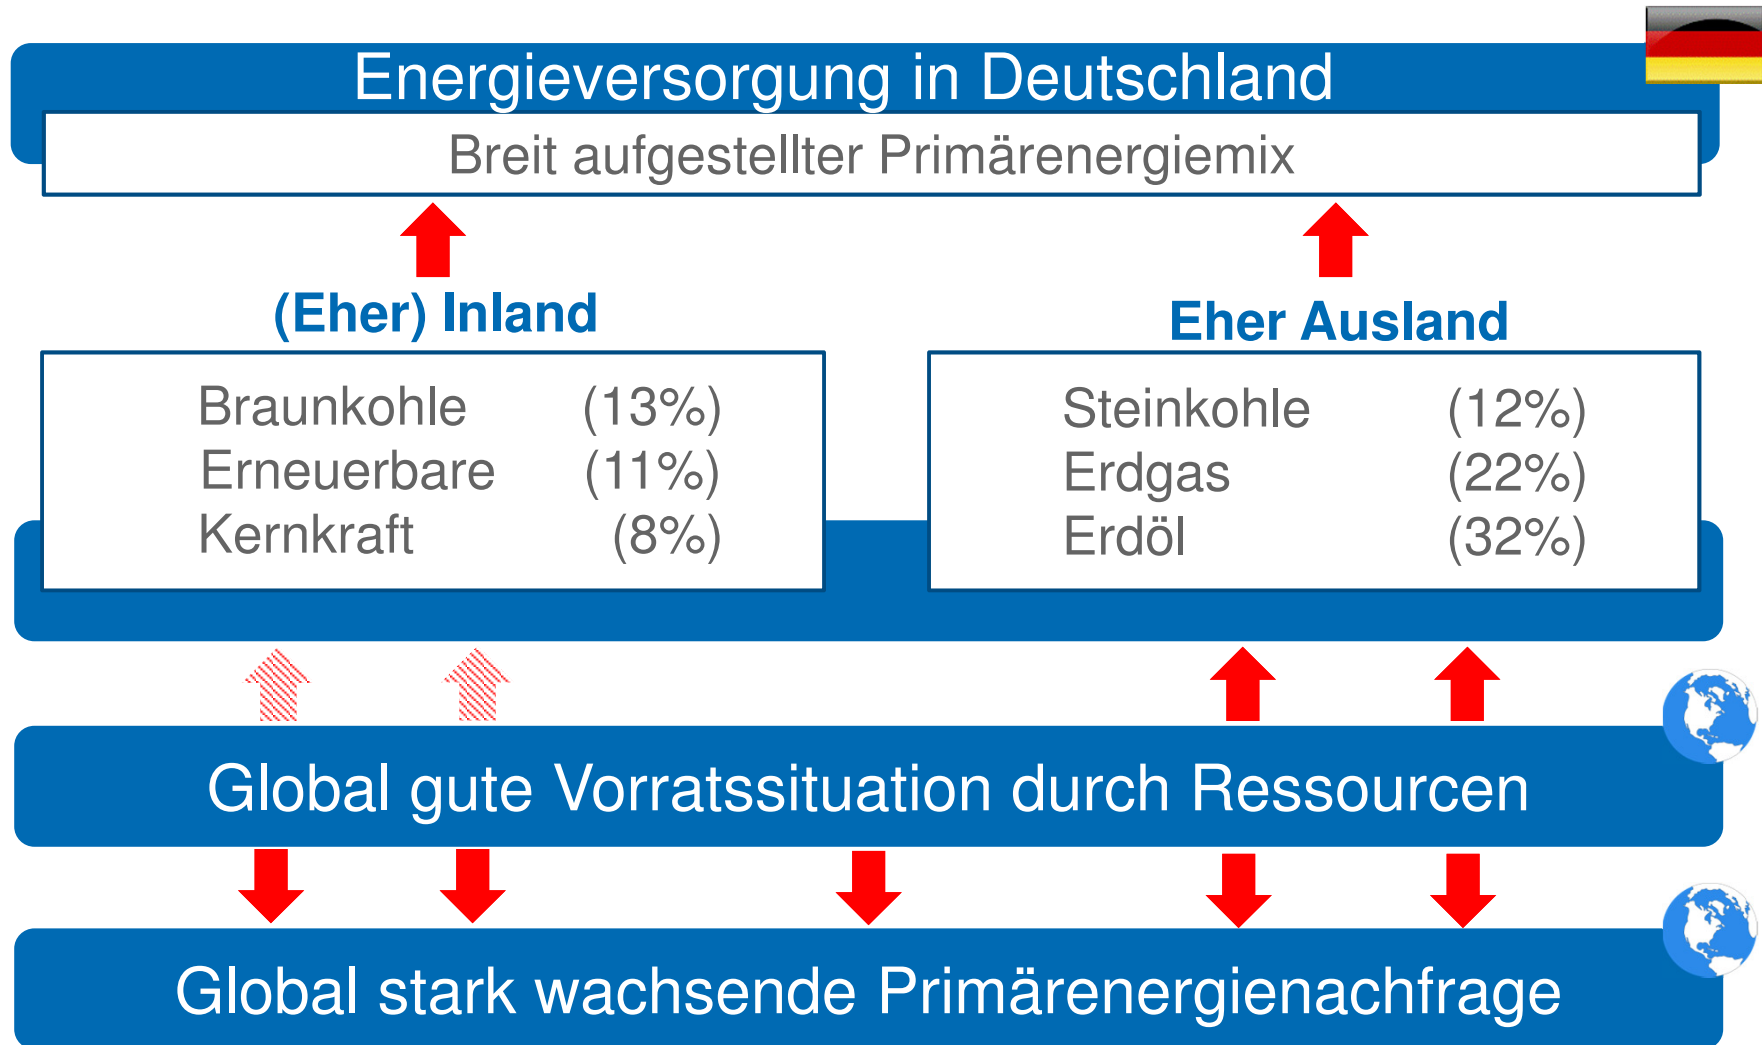 Energieversorgung in Deutschland
Breit aufgestellter Primärenergiemix
(Eher) Inland
Braunkohle (13%)
Erneuerbare (11%)
Kernkraft (8%)
Eher Ausland
Steinkohle (12%)
Erdgas (22%)
Erdöl (32%)
Global gute Vorratssituation durch Ressourcen
Global stark wachsende Primärenergienachfrage